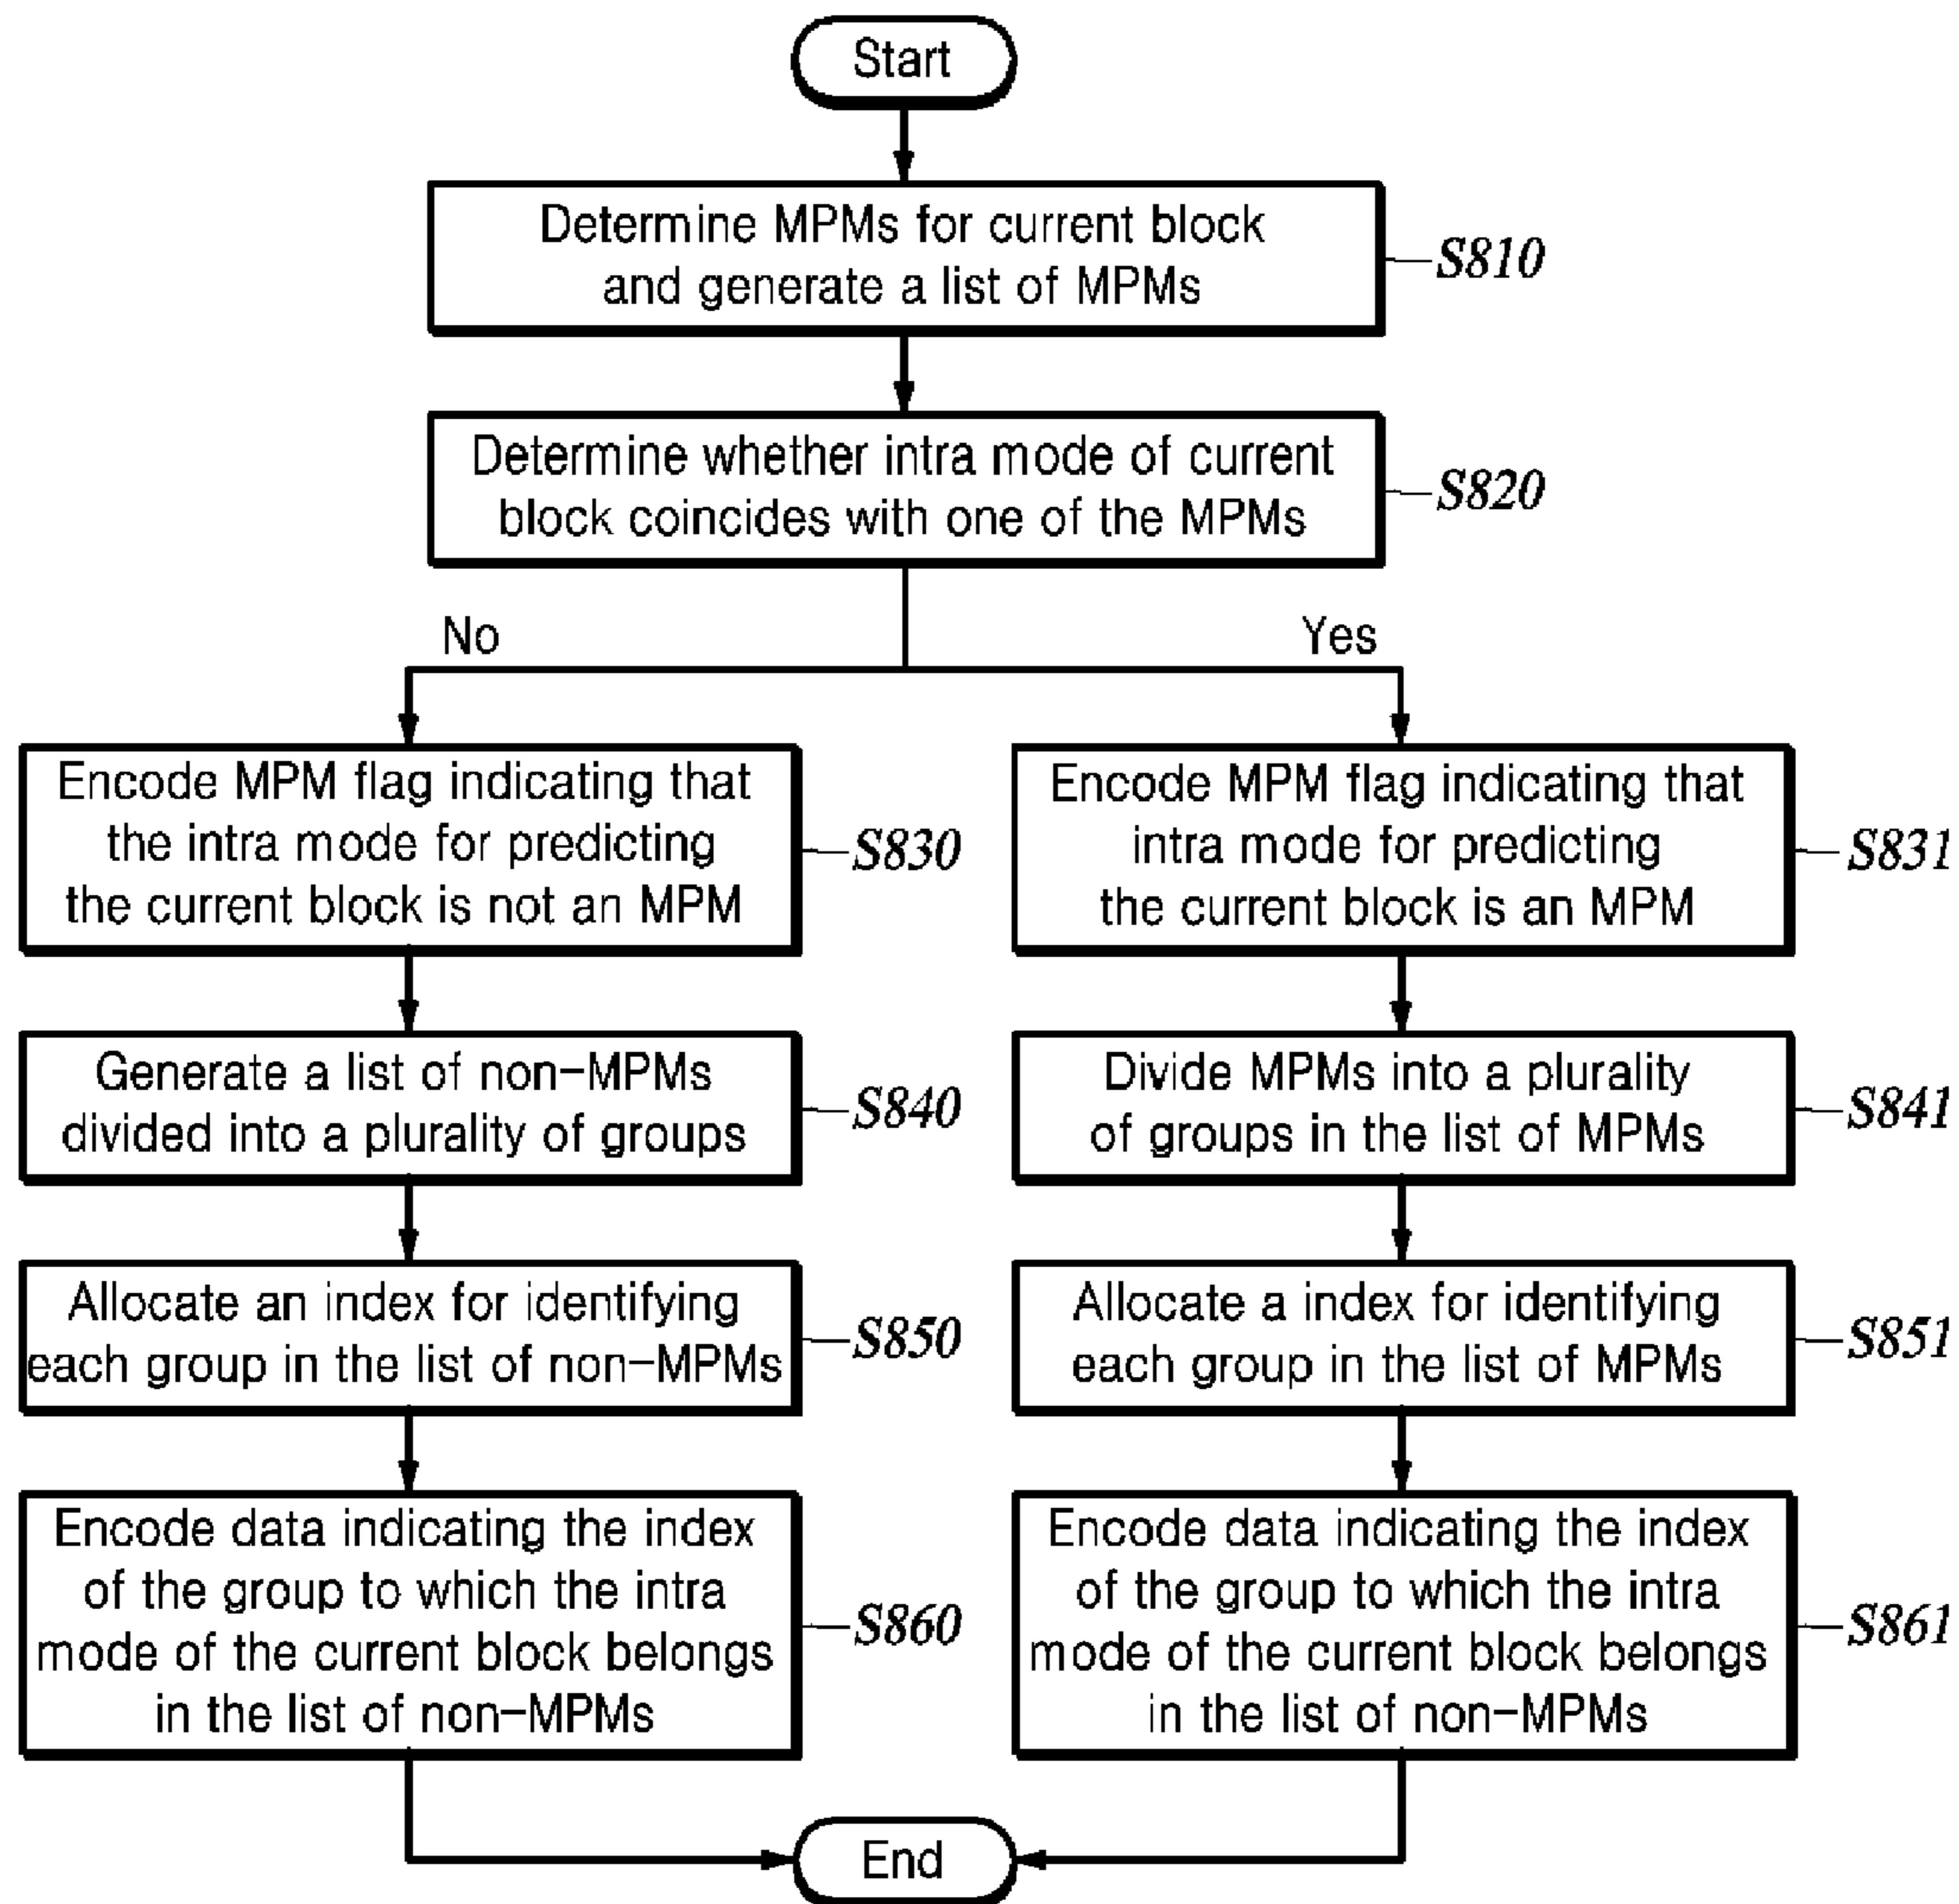 Start
Determine MPMs for current block
and generate a list of MPMs
S810
Determine whether intra mode of current
block coincides with one of the MPMs
S820
No
Yes
Encode MPM flag indicating that
the intra mode for predicting
the current block is not an MPM
S830
Encode MPM flag indicating that
intra mode for predicting
the current block is an MPM
S831
Generate a list of non-MPMs
divided into a plurality of groups
S840
Divide MPMs into a plurality
of groups in the list of MPMs
S841
Allocate an index for identifying
each group in the list of non-MPMs
S850
Allocate a index for identifying
each group in the list of MPMs
S851
Encode data indicating the index
of the group to which the intra
mode of the current block belongs
in the list of non-MPMs
S860
Encode data indicating the index
of the group to which the intra
mode of the current block belongs
in the list of non-MPMs
S861
End